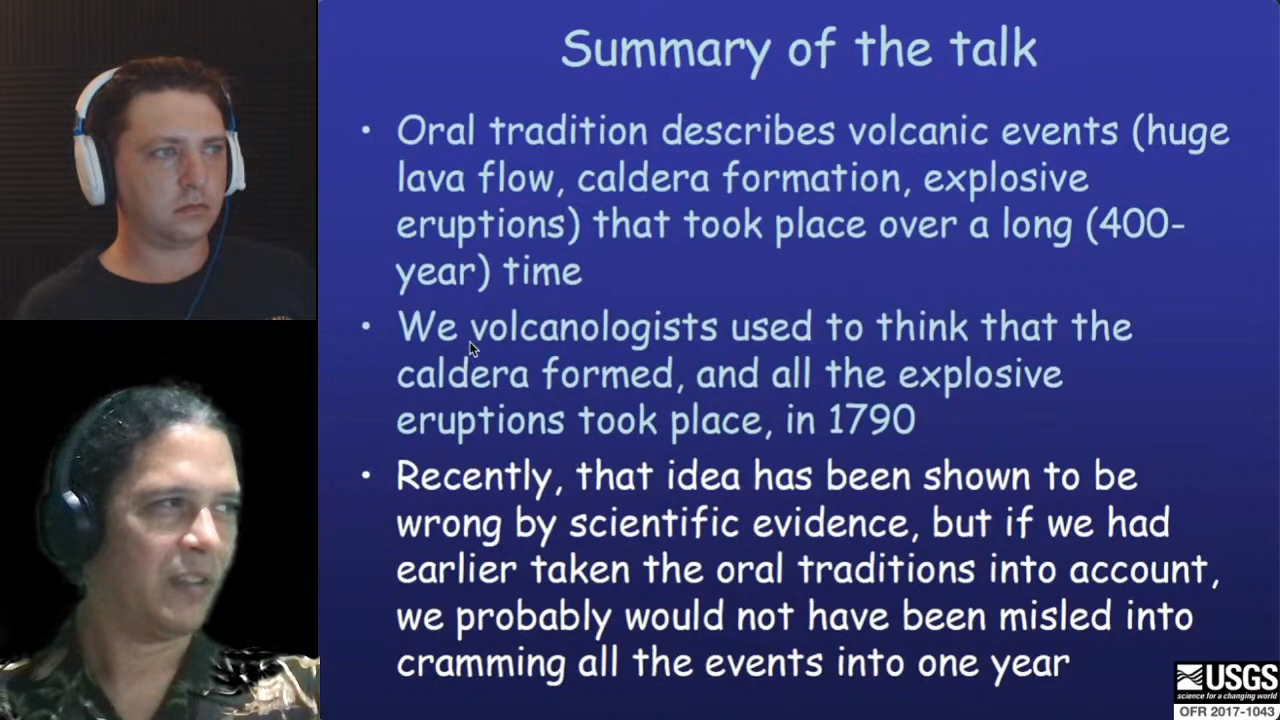 Summary of the talk
• Oral tradition describes volcanic events (huge
lava flow, caldera formation, explosive
eruptions) that took place over a long (400-
year) time
• We volcanologists used to think that the
caldera formed, and all the explosive
eruptions took place, in 1790
• Recently, that idea has been shown to be
wrong by scientific evidence, but if we had
earlier taken the oral traditions into account,
we probably would not have been misled into
cramming all the events into one year
USGS
science for a changing world
OFR 2017-1043